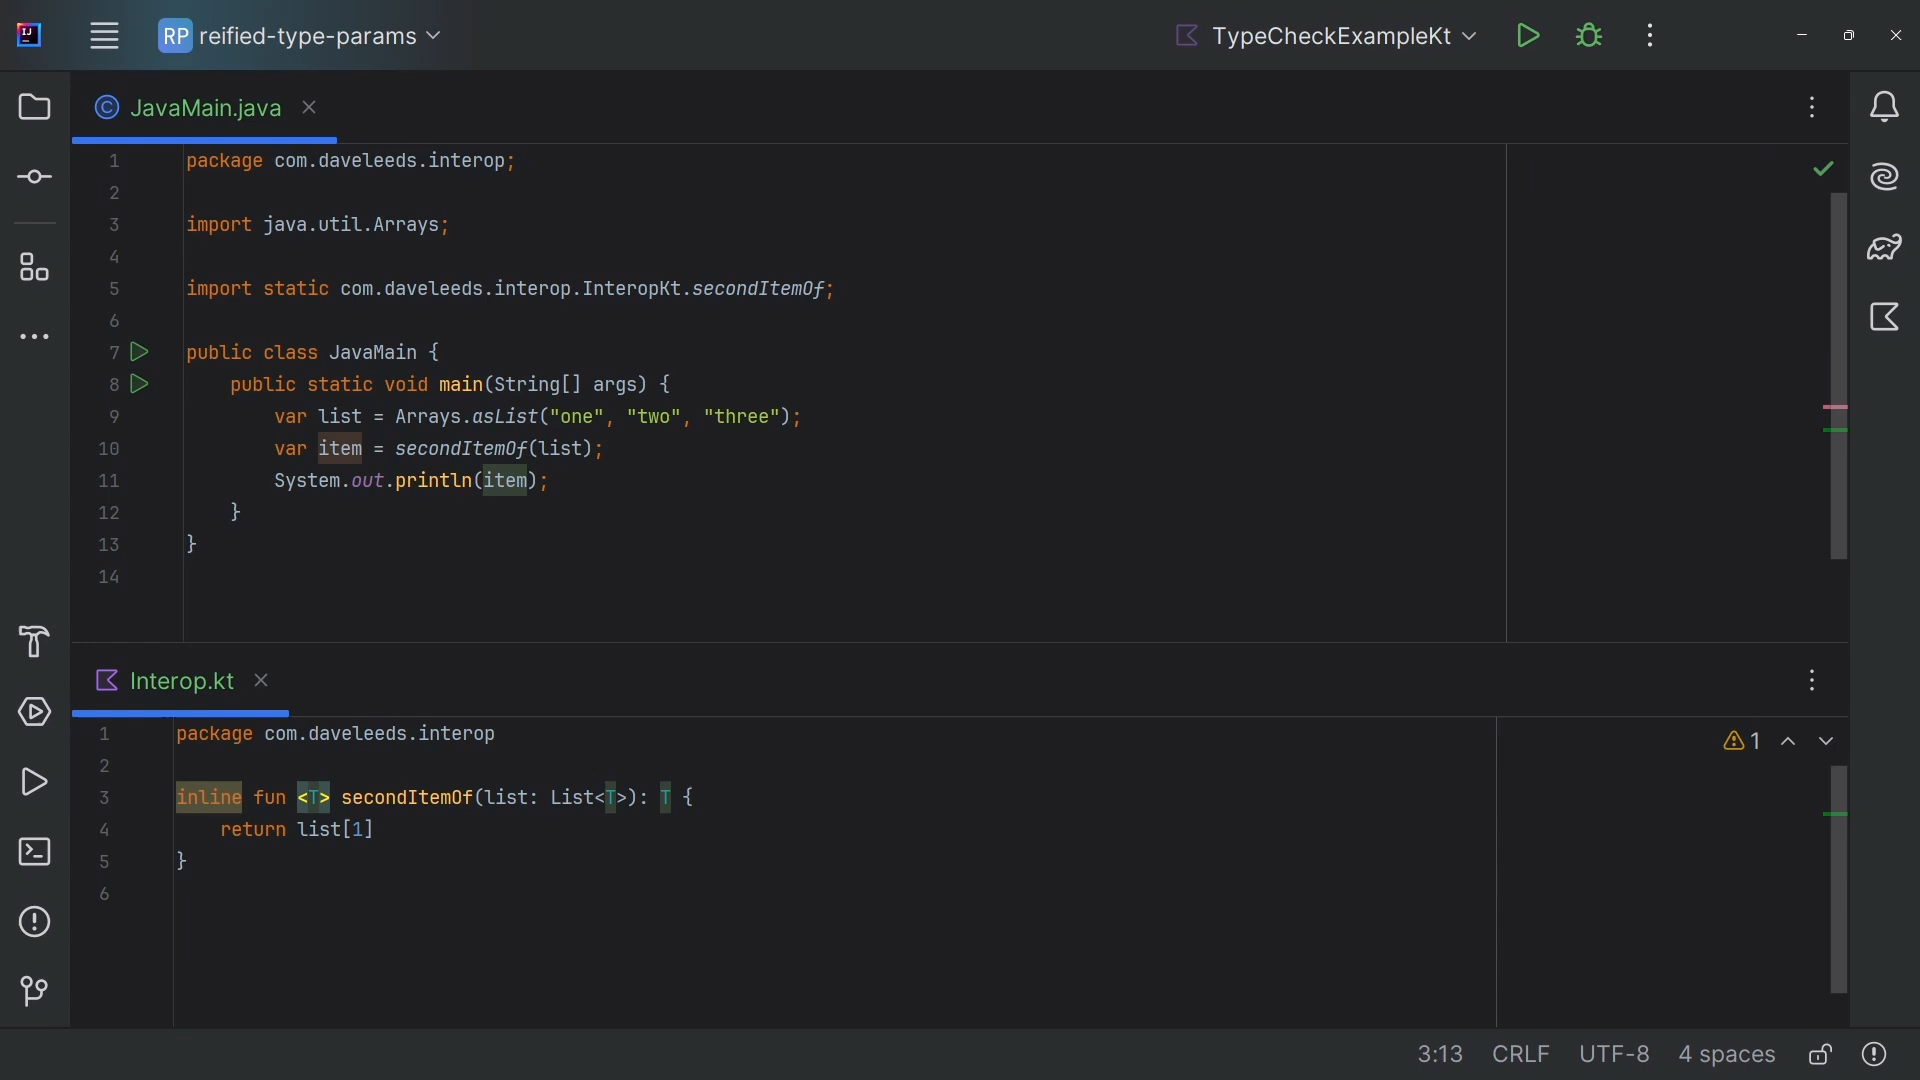 IJ
RP reified-type-params
TypeCheckExampleKt
JavaMain.java
1 package com.daveleeds.interop;
2
3 import java.util.Arrays;
4
5 import static com.daveleeds.interop.InteropKt.secondItemOf;
6
7 public class JavaMain {
8 public static void main(String[] args) {
9 var list = Arrays.asList("one", "two", "three");
10 var item = secondItemOf(list);
11 System.out.println(item);
12 }
13 }
14
Interop.kt
1 package com.daveleeds.interop
2
3 inline fun <T> secondItemOf(list: List<T>): T {
4 return list[1]
5 }
6
1
3:13 CRLF UTF-8 4 spaces